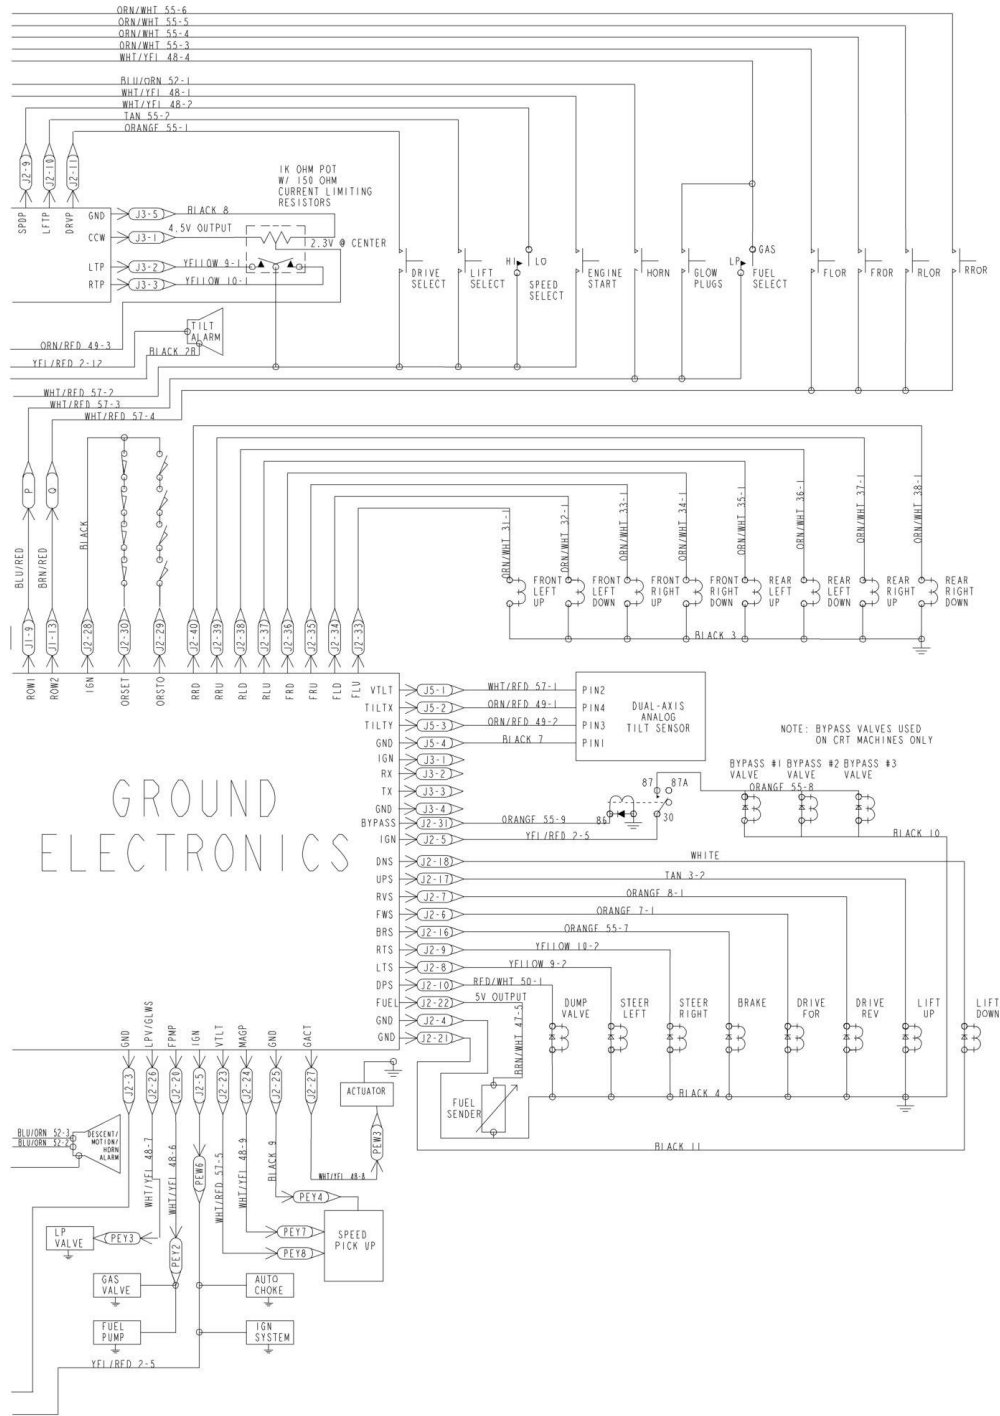 ORN/WHT 55-6
ORN/WHT 55-5
ORN/WHT 55-4
ORN/WHT 55-3
WHT/YEL 48-4
BLU/ORN 52-1
WHT/YEL 48-1
WHT/YEL 48-2
TAN 55-2
ORANGE 55-1
J2-9
J2-10
J2-11
SPDP
LFTP
DRVP
1K OHM POT
W/ 150 OHM
CURRENT LIMITING
RESISTORS
GND J3-5 BLACK 8
CCW J3-1 4.5V OUTPUT
2.3V @ CENTER
LTP J3-2 YELLOW 9-1
RTP J3-3 YELLOW 10-1
DRIVE
SELECT
LIFT
SELECT
HI LO
SPEED
SELECT
ENGINE
START
HORN
GLOW
PLUGS
GAS
LP
FUEL
SELECT
FLOR
FROR
RLOR
RROR
TILT
ALARM
ORN/RED 49-3
BLACK 2B
YEL/RED 2-12
WHT/RED 57-2
WHT/RED 57-3
WHT/RED 57-4
P
Q
BLU/RED
BRN/RED
BLACK
ORN/WHT 31-1
ORN/WHT 32-1
ORN/WHT 33-1
ORN/WHT 34-1
ORN/WHT 35-1
ORN/WHT 36-1
ORN/WHT 37-1
ORN/WHT 38-1
FRONT
LEFT
UP
FRONT
LEFT
DOWN
FRONT
RIGHT
UP
FRONT
RIGHT
DOWN
REAR
LEFT
UP
REAR
LEFT
DOWN
REAR
RIGHT
UP
REAR
RIGHT
DOWN
BLACK 3
J1-9
J1-13
J2-28
J2-30
J2-29
J2-40
J2-39
J2-38
J2-37
J2-36
J2-35
J2-34
J2-33
ROW1
ROW2
IGN
ORSET
ORSTO
RRD
RRU
RLD
RLU
FRD
FRU
FLD
FLU
VTLT J5-1 WHT/RED 57-1 PIN2
TILTX J5-2 ORN/RED 49-1 PIN4
TILTY J5-3 ORN/RED 49-2 PIN3
GND J5-4 BLACK 7 PIN1
DUAL-AXIS
ANALOG
TILT SENSOR
IGN J3-1
RX J3-2
TX J3-3
GND J3-4
BYPASS J2-31 ORANGE 55-9
IGN J2-5 YEL/RED 2-5
NOTE: BYPASS VALVES USED
ON CRT MACHINES ONLY
87 87A
86
30
BYPASS #1
VALVE
BYPASS #2
VALVE
BYPASS #3
VALVE
ORANGE 55-8
BLACK 10
GROUND
ELECTRONICS
DNS J2-18 WHITE
UPS J2-17 TAN 3-2
RVS J2-7 ORANGE 8-1
FWS J2-6 ORANGE 7-1
BRS J2-16 ORANGE 55-7
RTS J2-9 YELLOW 10-2
LTS J2-8 YELLOW 9-2
DPS J2-10 RED/WHT 50-1
FUEL J2-22 5V OUTPUT
GND J2-4
GND J2-21
BRN/WHT 47-5
DUMP
VALVE
STEER
LEFT
STEER
RIGHT
BRAKE
DRIVE
FOR
DRIVE
REV
LIFT
UP
LIFT
DOWN
FUEL
SENDER
BLACK 4
BLACK 11
GND
LPV/GLWS
FPMP
IGN
VTLT
MAGP
GND
GACT
J2-3
J2-26
J2-20
J2-5
J2-23
J2-24
J2-25
J2-27
ACTUATOR
PEW3
WHT/YEL 48-8
BLU/ORN 52-3
BLU/ORN 52-2
DESCENT/
MOTION/
HORN
ALARM
WHT/YEL 48-7
WHT/YEL 48-6
PEW6
WHT/RED 57-5
WHT/YEL 48-9
BLACK 9
PEY4
PEY7
PEY8
SPEED
PICK UP
LP
VALVE
PEY3
PEY2
GAS
VALVE
AUTO
CHOKE
FUEL
PUMP
IGN
SYSTEM
YEL/RED 2-5